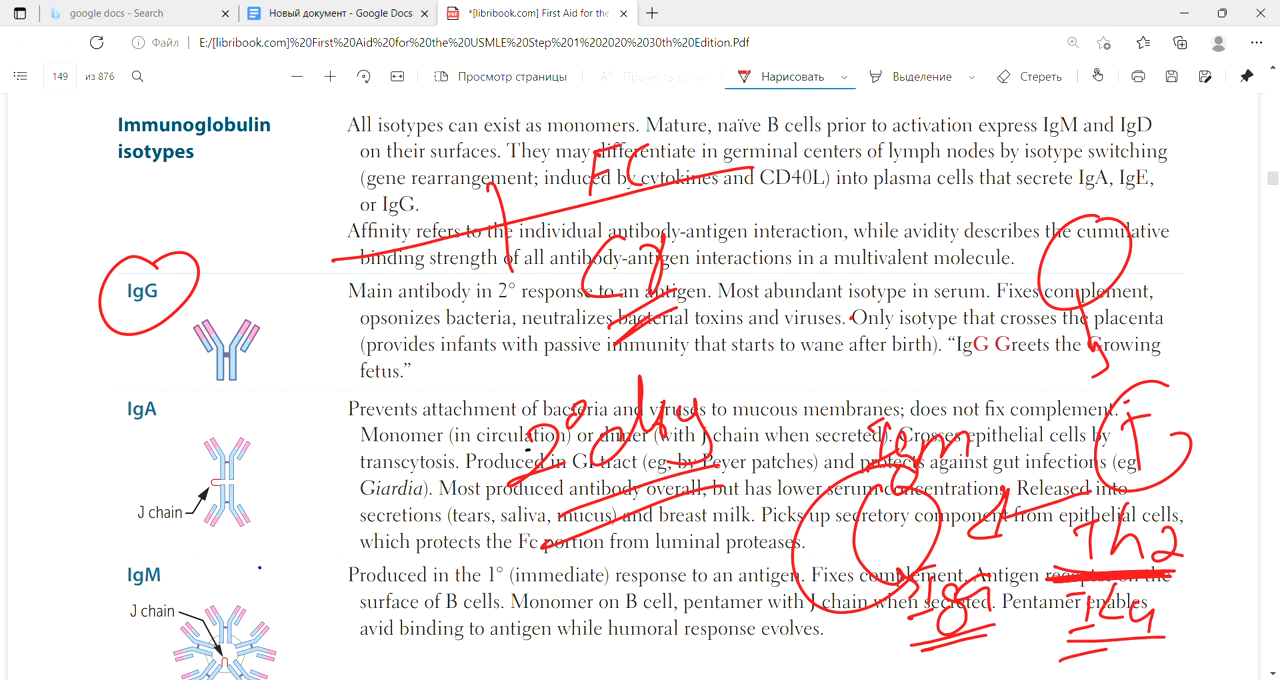 google docs - Search
Новый документ - Google Docs
*[libribook.com] First Aid for the
Файл
E:/[libribook.com]%20First%20Aid%20for%20the%20USMLE%20Step%201%202020%2030th%20Edition.Pdf
149 из 876
Просмотр страницы
Прочесть вслух
Нарисовать
Выделение
Стереть
Immunoglobulin
isotypes
All isotypes can exist as monomers. Mature, naïve B cells prior to activation express IgM and IgD
on their surfaces. They may differentiate in germinal centers of lymph nodes by isotype switching
(gene rearrangement; induced by cytokines and CD40L) into plasma cells that secrete IgA, IgE,
or IgG.
Affinity refers to the individual antibody-antigen interaction, while avidity describes the cumulative
binding strength of all antibody-antigen interactions in a multivalent molecule.
FC
IgG
Main antibody in 2° response to an antigen. Most abundant isotype in serum. Fixes complement,
opsonizes bacteria, neutralizes bacterial toxins and viruses. Only isotype that crosses the placenta
(provides infants with passive immunity that starts to wane after birth). “IgG Greets the Growing
fetus.”
IgA
Prevents attachment of bacteria and viruses to mucous membranes; does not fix complement.
Monomer (in circulation) or dimer (with J chain when secreted). Crosses epithelial cells by
transcytosis. Produced in GI tract (eg, by Peyer patches) and protects against gut infections (eg,
Giardia). Most produced antibody overall, but has lower serum concentrations. Released into
secretions (tears, saliva, mucus) and breast milk. Picks up secretory component from epithelial cells,
which protects the Fc portion from luminal proteases.
J chain
2°
Igm
Th2
IgM
Produced in the 1° (immediate) response to an antigen. Fixes complement. Antigen receptor on the
surface of B cells. Monomer on B cell, pentamer with J chain when secreted. Pentamer enables
avid binding to antigen while humoral response evolves.
J chain
IL4